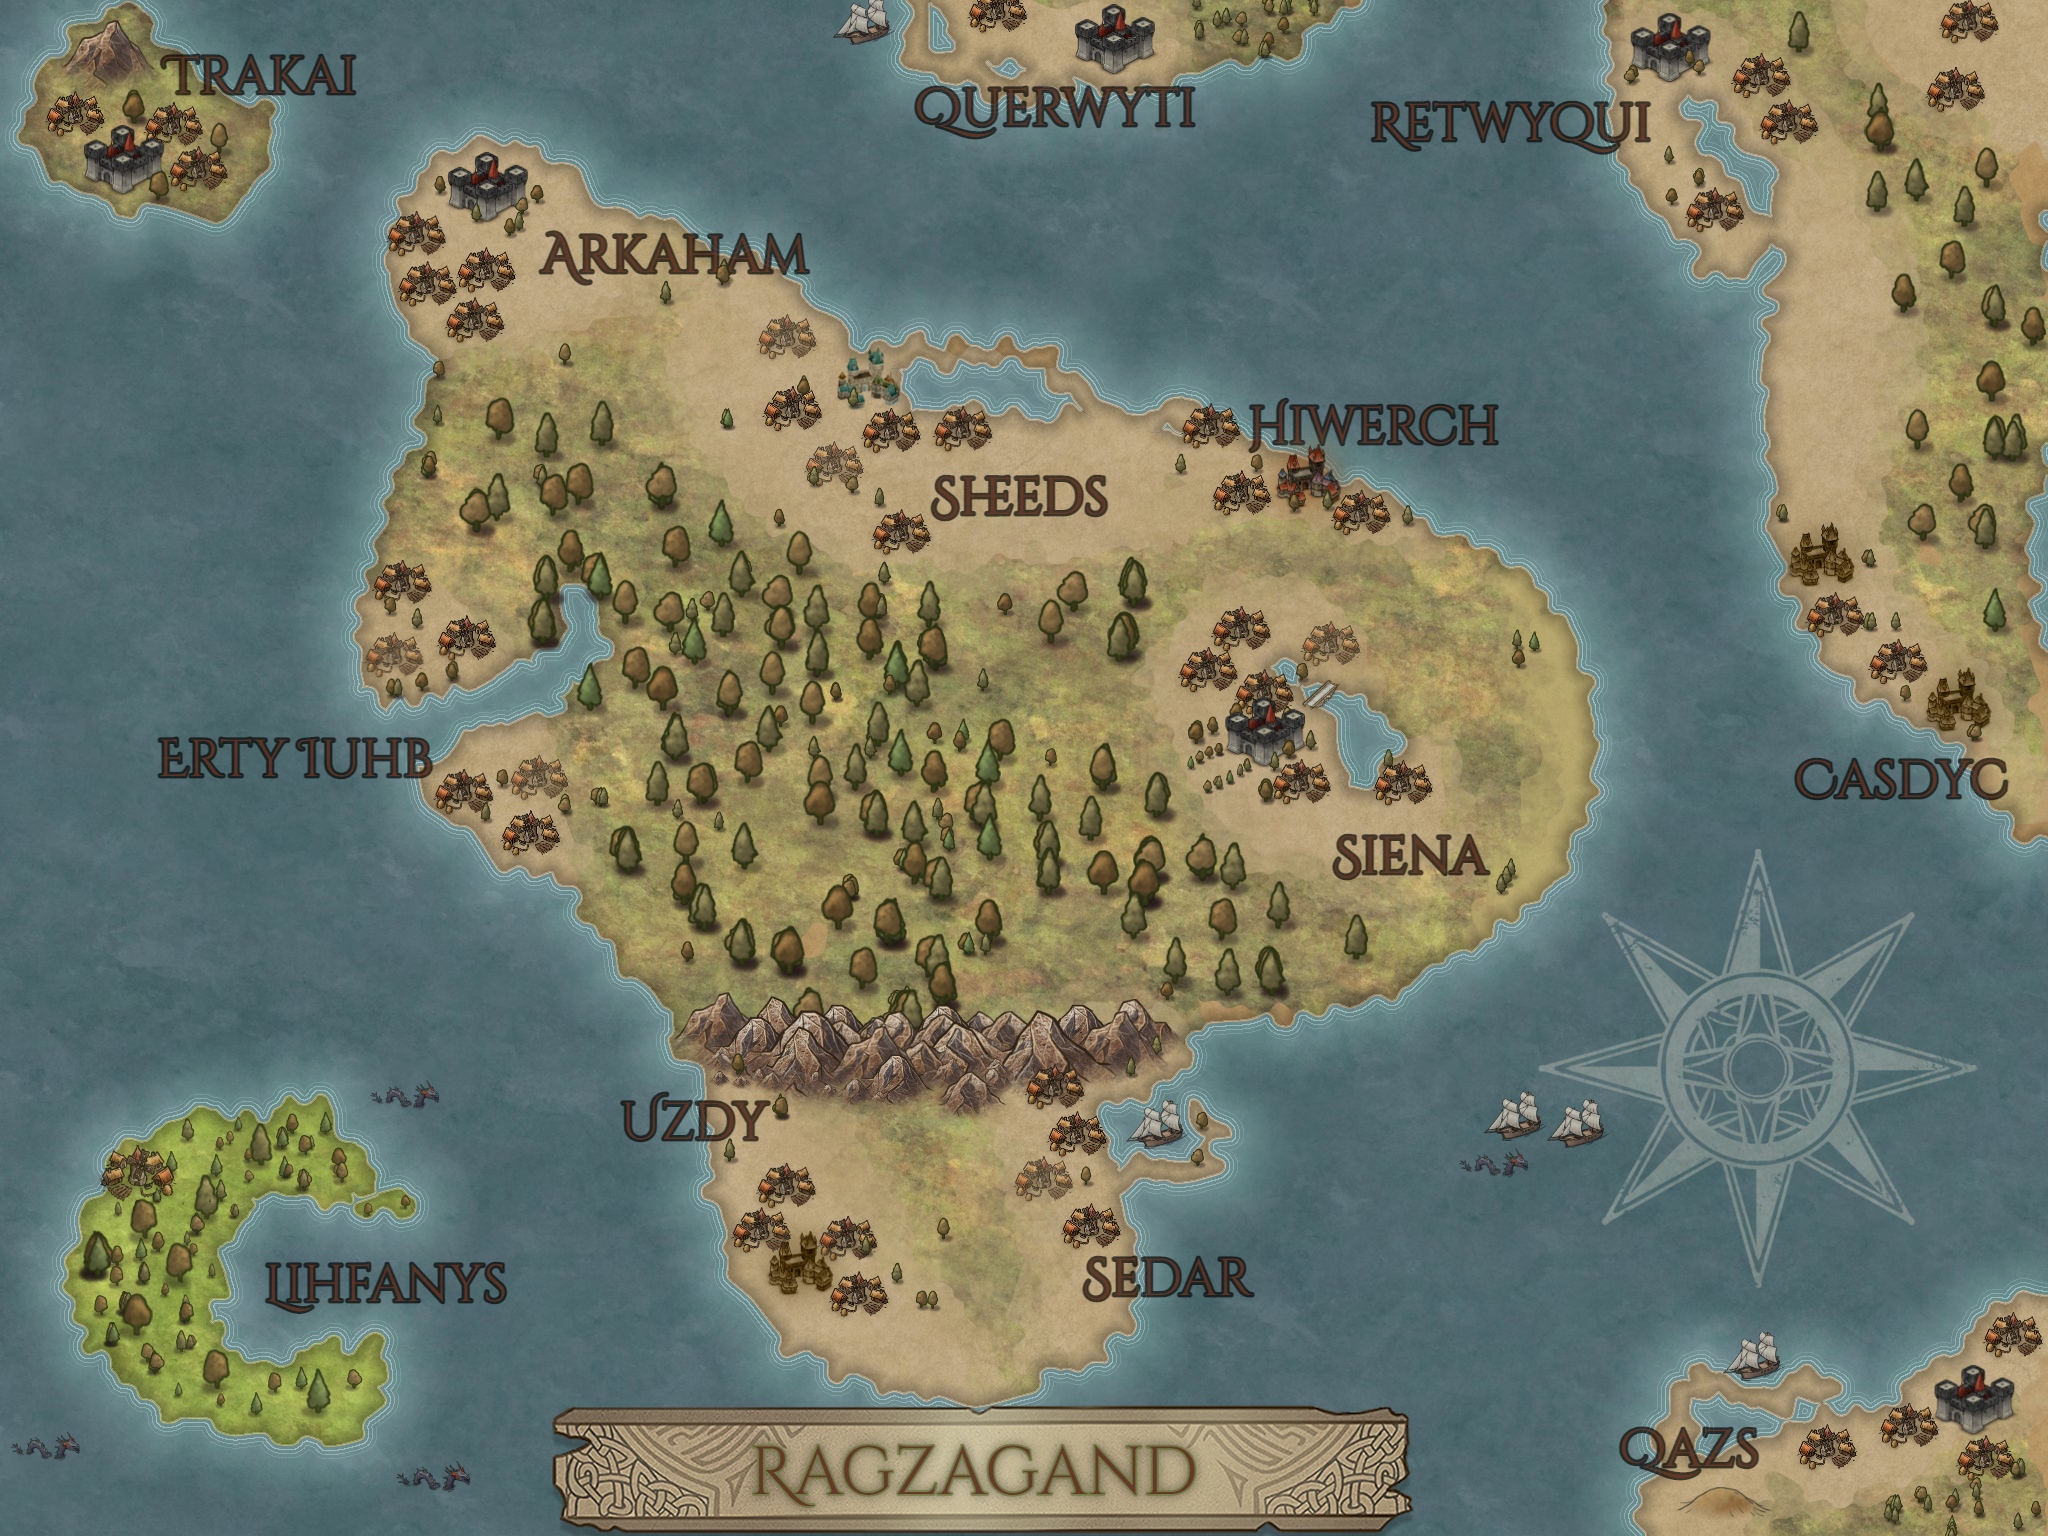 TRAKAI
QUERWYTI
RETWYQUI
ARKAHAM
HIWERCH
SHEEDS
ERTY IUHB
CASDYC
SIENA
UZDY
LIHFANYS
SEDAR
QAZS
RAGZAGAND